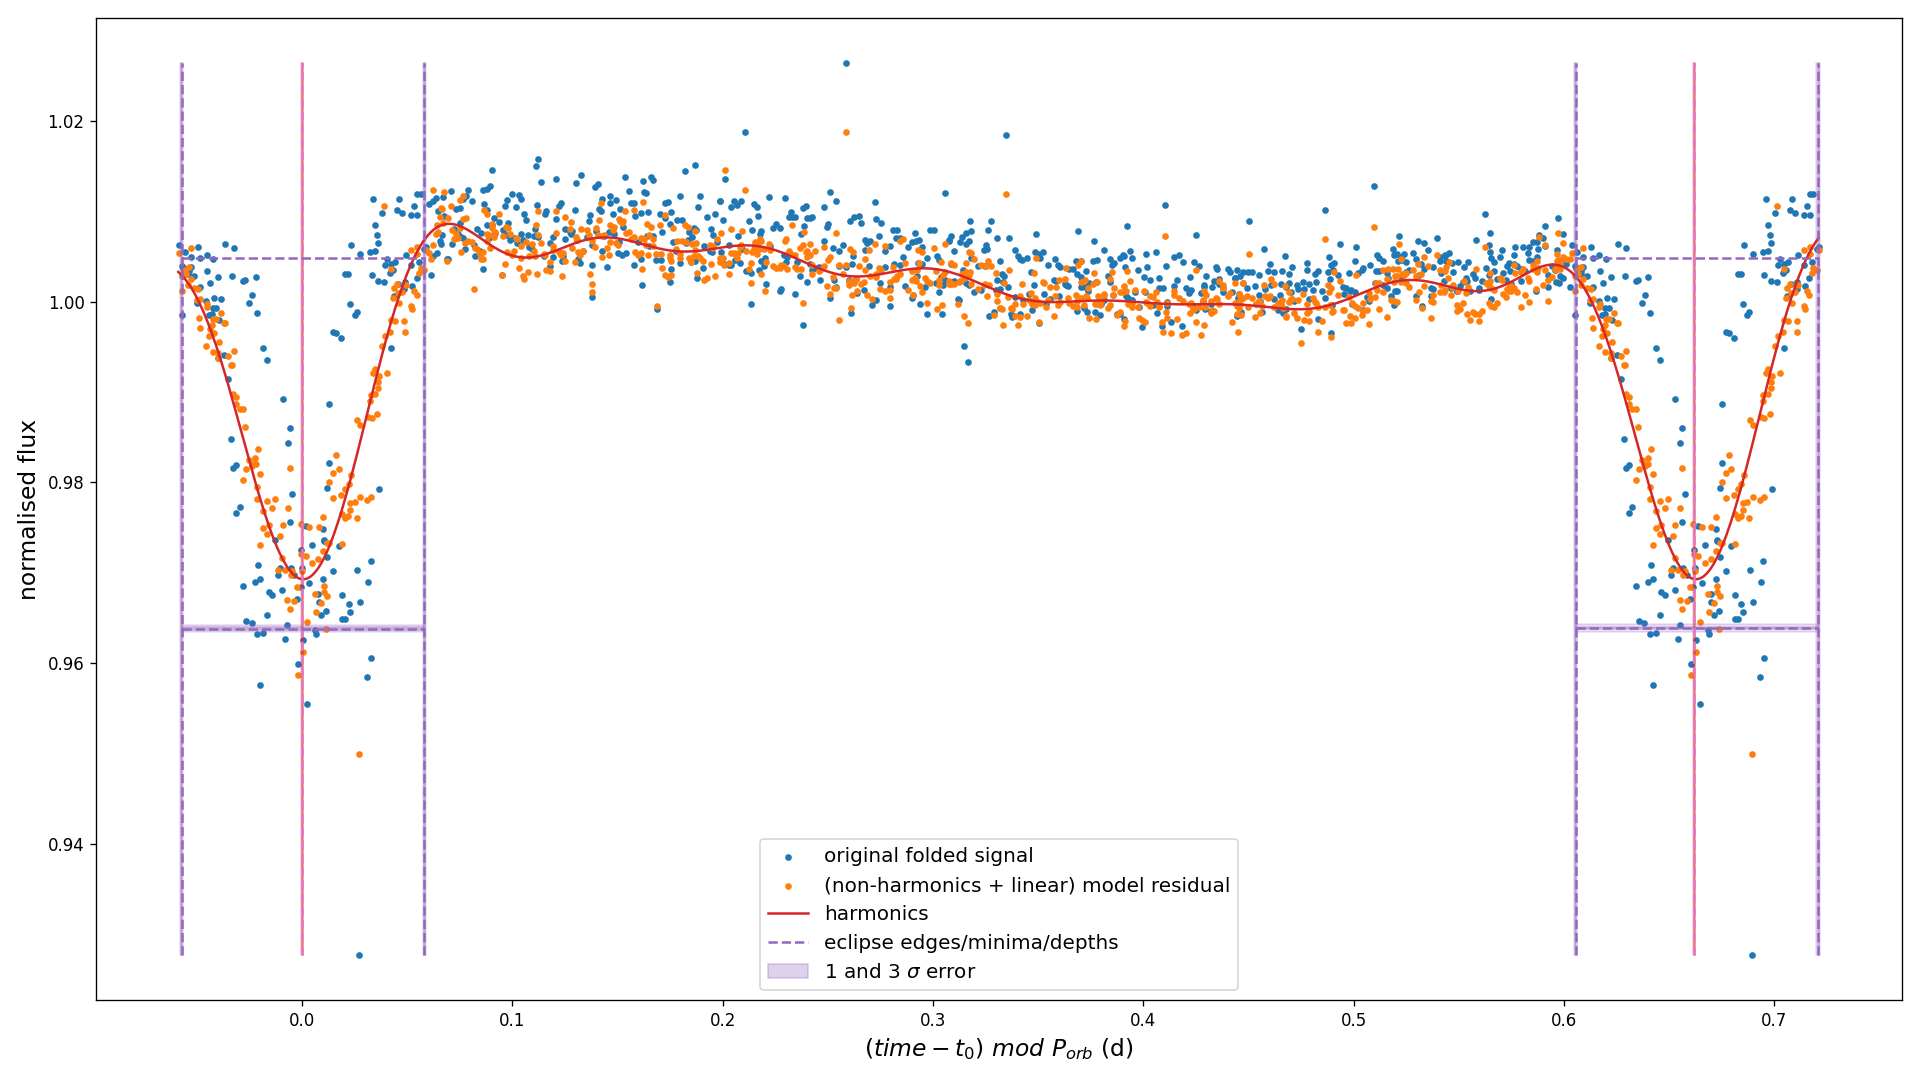 1.02
1.00
0.98
0.96
0.94
normalised flux
original folded signal
(non-harmonics + linear) model residual
harmonics
eclipse edges/minima/depths
1 and 3 σ error
0.0 0.1 0.2 0.3 0.4 0.5 0.6 0.7
(time − t₀) mod Pₒᵣb (d)